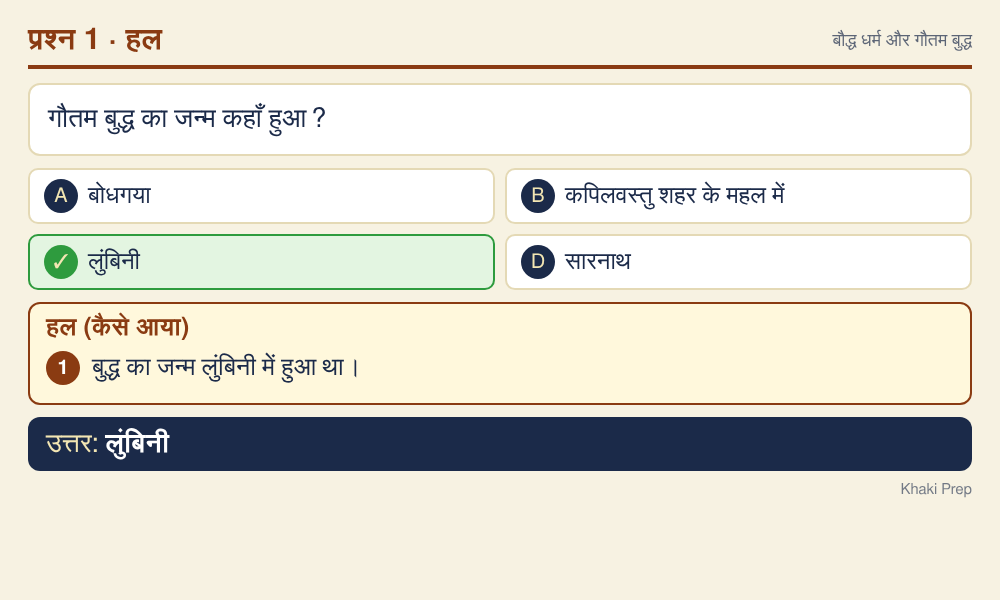 प्रश्न 1 · हल
बौद्ध धर्म और गौतम बुद्ध
गौतम बुद्ध का जन्म कहाँ हुआ ?
A बोधगया
B कपिलवस्तु शहर के महल में
✓ लुंबिनी
D सारनाथ
हल (कैसे आया)
1 बुद्ध का जन्म लुंबिनी में हुआ था।
उत्तर: लुंबिनी
Khaki Prep